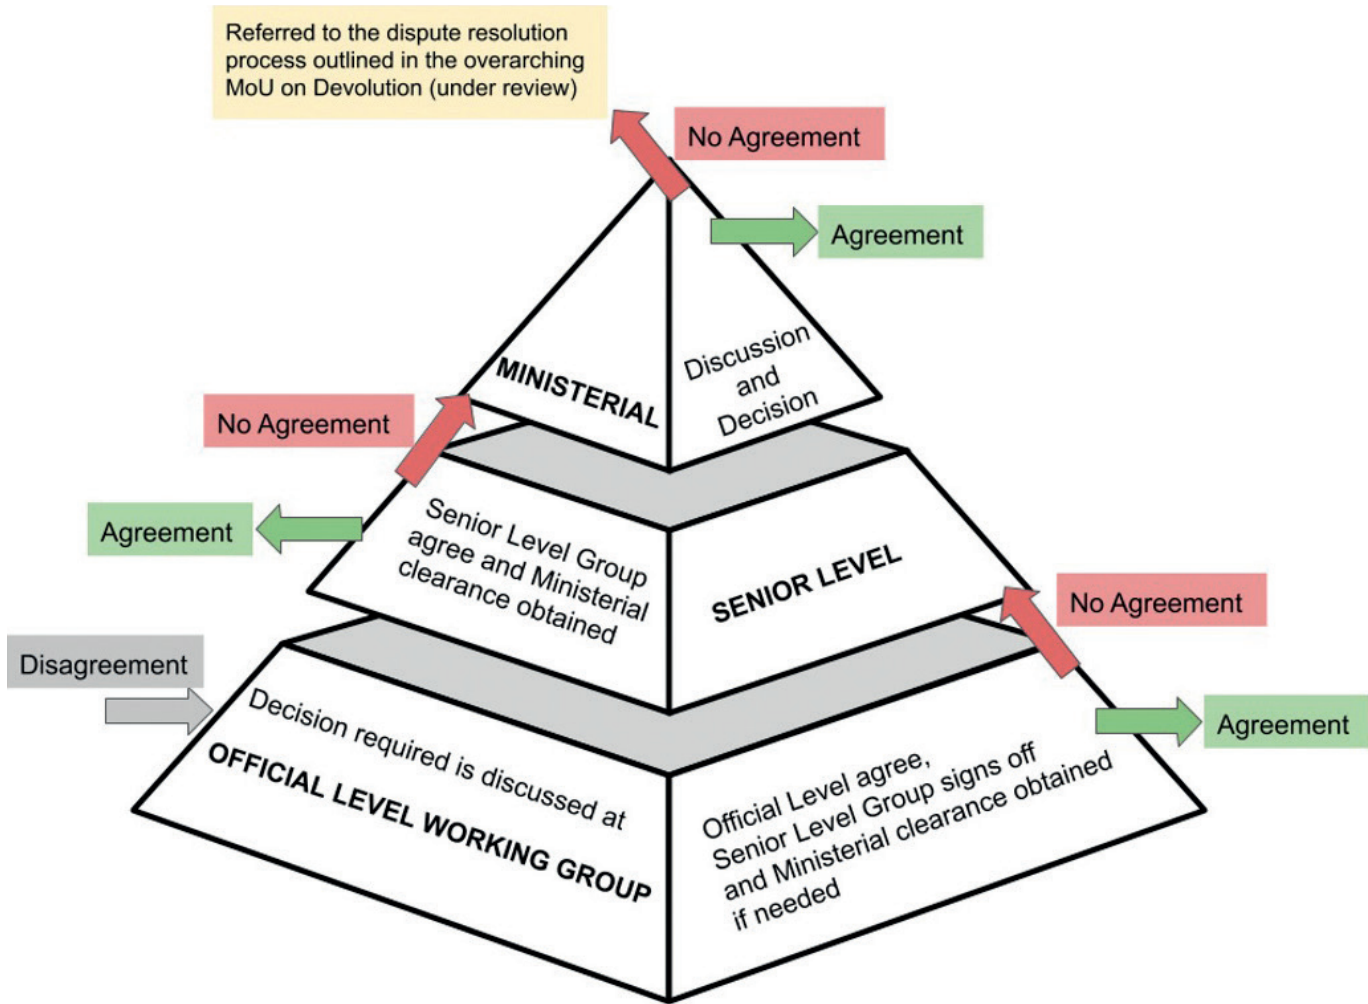 Referred to the dispute resolution
process outlined in the overarching
MoU on Devolution (under review)
No Agreement
Agreement
MINISTERIAL
Discussion
and
Decision
No Agreement
Agreement
Senior Level Group
agree and Ministerial
clearance obtained
SENIOR LEVEL
No Agreement
Disagreement
Agreement
Decision required is discussed at
OFFICIAL LEVEL WORKING GROUP
Official Level agree,
Senior Level Group signs off
and Ministerial clearance obtained
if needed